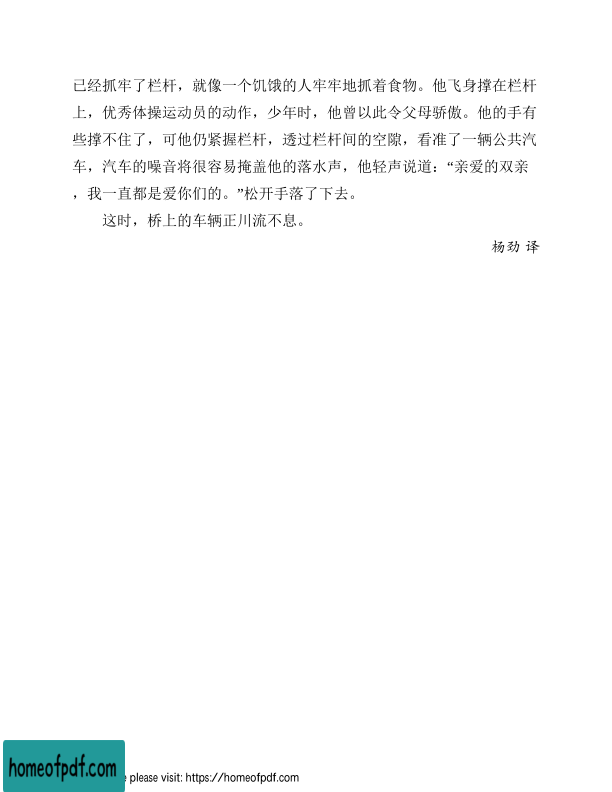 已经抓牢了栏杆，就像一个饥饿的人牢牢地抓着食物。他飞身撑在栏杆
上，优秀体操运动员的动作，少年时，他曾以此令父母骄傲。他的手有
些撑不住了，可他仍紧握栏杆，透过栏杆间的空隙，看准了一辆公共汽
车，汽车的噪音将很容易掩盖他的落水声，他轻声说道：“亲爱的双亲
，我一直都是爱你们的。”松开手落了下去。
这时，桥上的车辆正川流不息。
杨劲 译
homeofpdf.com
e please visit: https://homeofpdf.com